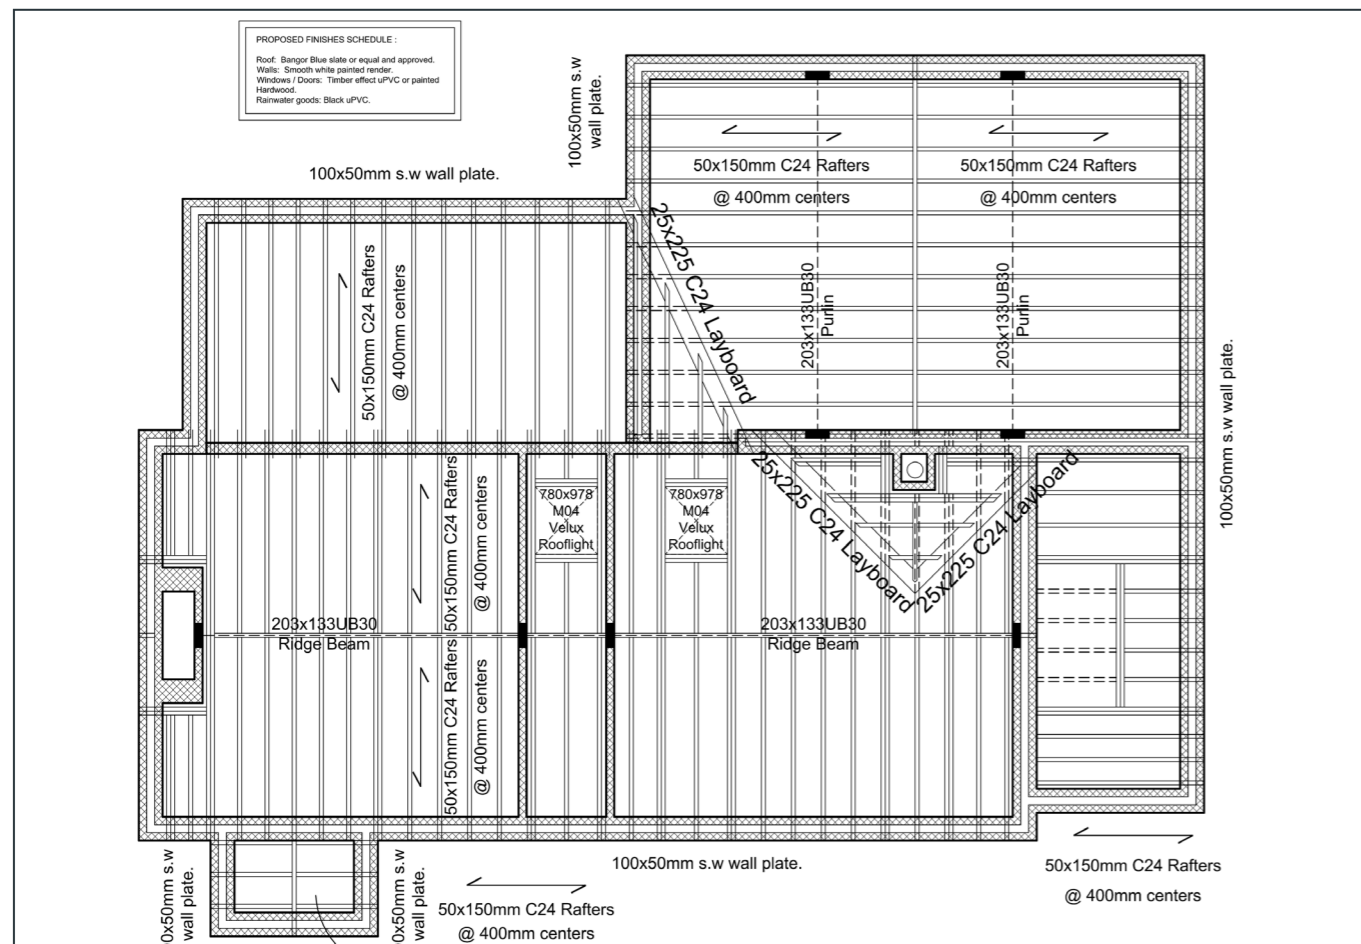 PROPOSED FINISHES SCHEDULE :
Roof: Bangor Blue slate or equal and approved.
Walls: Smooth white painted render.
Windows / Doors: Timber effect uPVC or painted
Hardwood.
Rainwater goods: Black uPVC.
100x50mm s.w
wall plate.
100x50mm s.w wall plate.
50x150mm C24 Rafters
@ 400mm centers
50x150mm C24 Rafters
@ 400mm centers
25x225 C24 Layboard
50x150mm C24 Rafters
@ 400mm centers
203x133UB30
Purlin
203x133UB30
Purlin
100x50mm s.w wall plate.
50x150mm C24 Rafters
@ 400mm centers
780x978
M04
Velux
Rooflight
780x978
M04
Velux
Rooflight
25x225 C24 Layboard
25x225 C24 Layboard
203x133UB30
Ridge Beam
203x133UB30
Ridge Beam
50x150mm C24 Rafters
@ 400mm centers
100x50mm s.w wall plate.
50x150mm C24 Rafters
@ 400mm centers
0x50mm s.w
wall plate.
0x50mm s.w
wall plate.
50x150mm C24 Rafters
@ 400mm centers